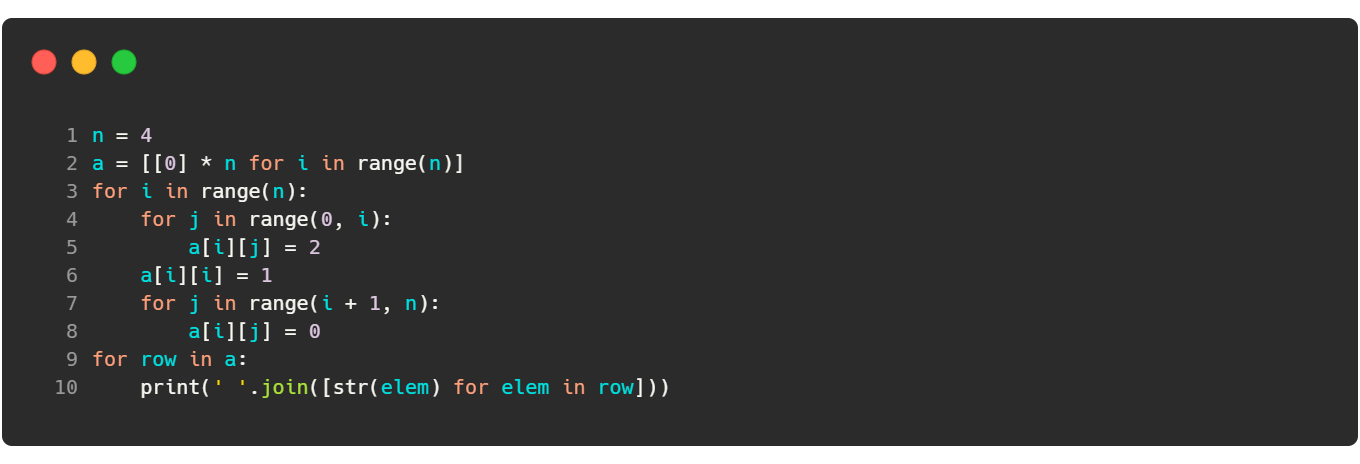 1 n = 4
2 a = [[0] * n for i in range(n)]
3 for i in range(n):
4     for j in range(0, i):
5         a[i][j] = 2
6     a[i][i] = 1
7     for j in range(i + 1, n):
8         a[i][j] = 0
9 for row in a:
10     print(' '.join([str(elem) for elem in row]))